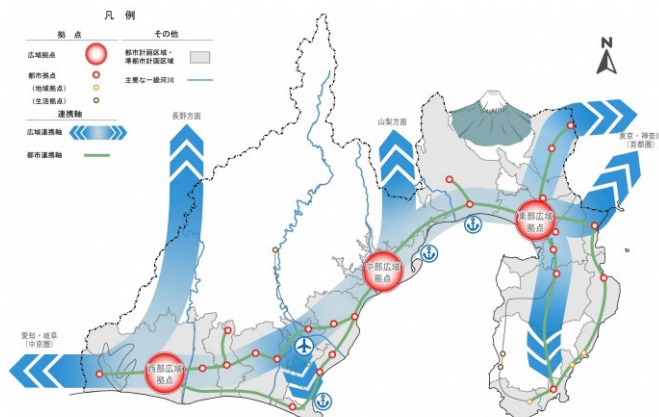 凡 例
拠 点
広域拠点
都市拠点
(地域拠点)
(生活拠点)
連携軸
広域連携軸
都市連携軸
その他
都市計画区域・
準都市計画区域
主要な一級河川
N
長野方面
山梨方面
東京・神奈川
(首都圏)
東部広域
拠点
中部広域
拠点
愛知・岐阜
(中京圏)
西部広域
拠点